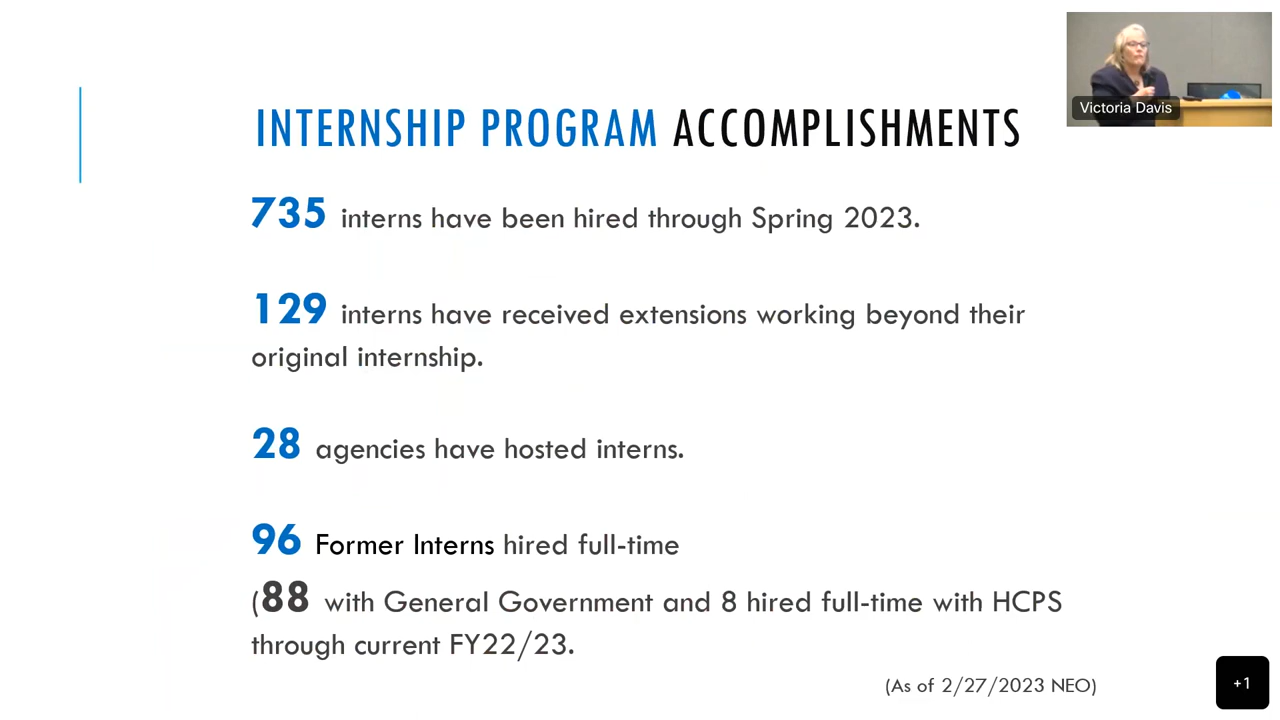 Victoria Davis
INTERNSHIP PROGRAM ACCOMPLISHMENTS
735 interns have been hired through Spring 2023.
129 interns have received extensions working beyond their
original internship.
28 agencies have hosted interns.
96 Former Interns hired full-time
(88 with General Government and 8 hired full-time with HCPS
through current FY22/23.
(As of 2/27/2023 NEO)
+1